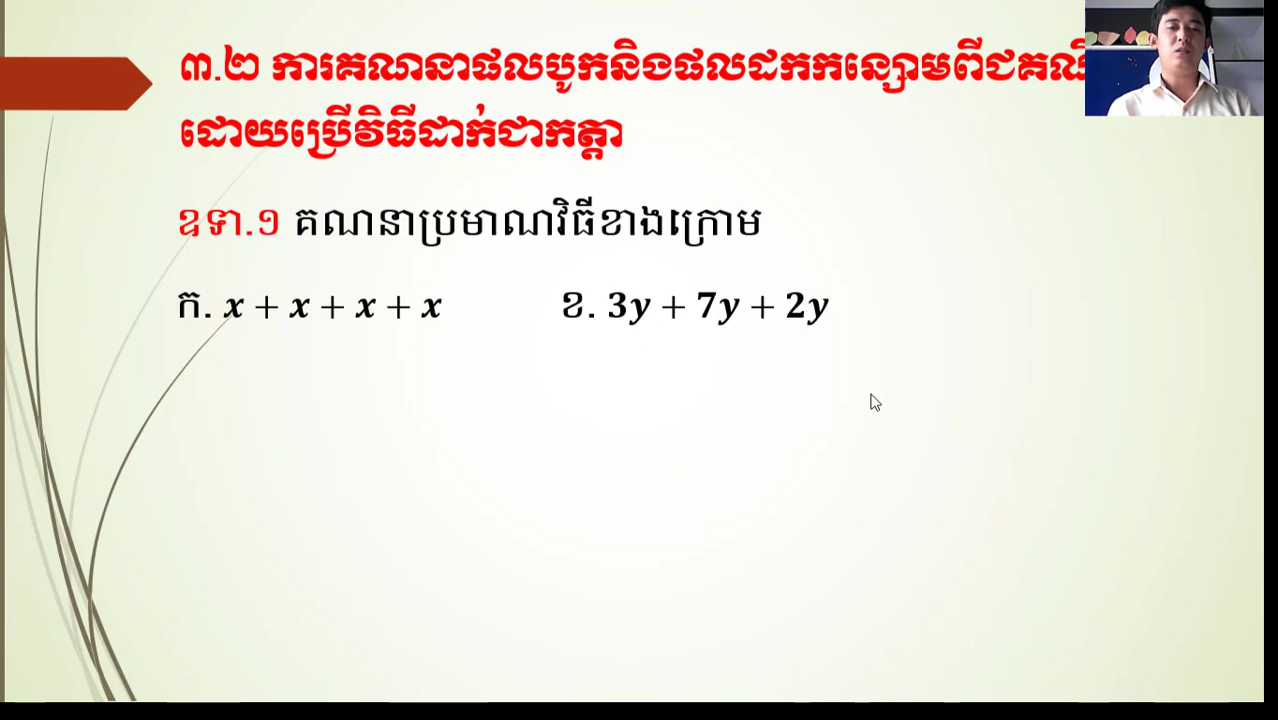 ៣.២ ការគណនាផលបូកនិងផលដកកន្សោមពីជគណិ
ដោយប្រើវិធីដាក់ជាកត្តា
ឧទា.១ គណនាប្រមាណវិធីខាងក្រោម
ក. x + x + x + x ខ. 3y + 7y + 2y